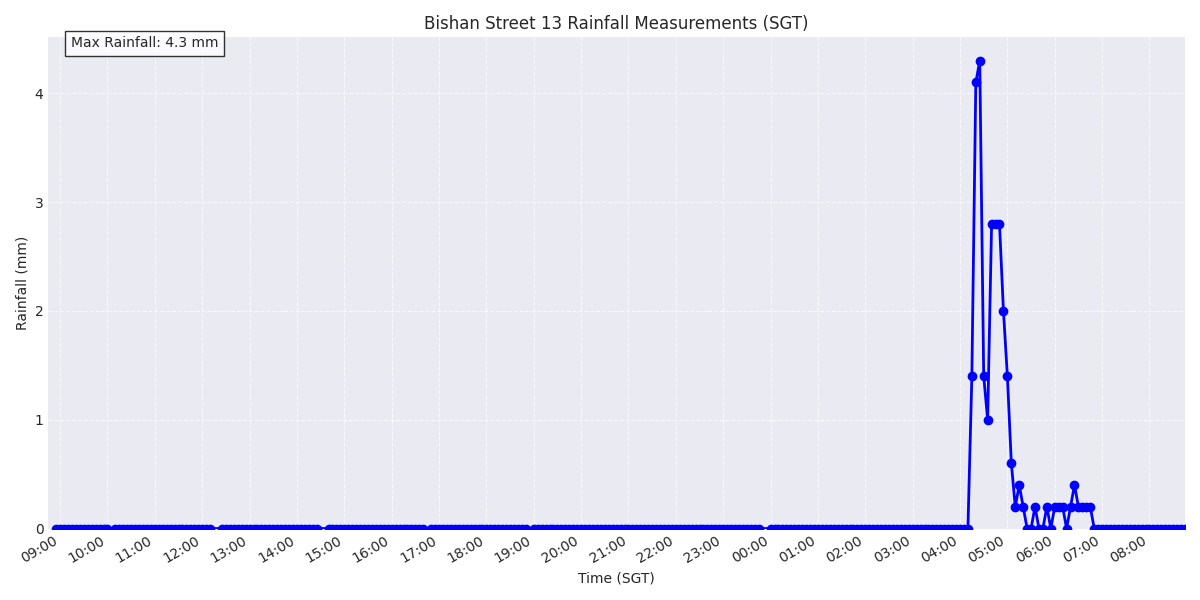 Bishan Street 13 Rainfall Measurements (SGT)
Max Rainfall: 4.3 mm
Rainfall (mm)
4
3
2
1
0
09:00 10:00 11:00 12:00 13:00 14:00 15:00 16:00 17:00 18:00 19:00 20:00 21:00 22:00 23:00 00:00 01:00 02:00 03:00 04:00 05:00 06:00 07:00 08:00
Time (SGT)